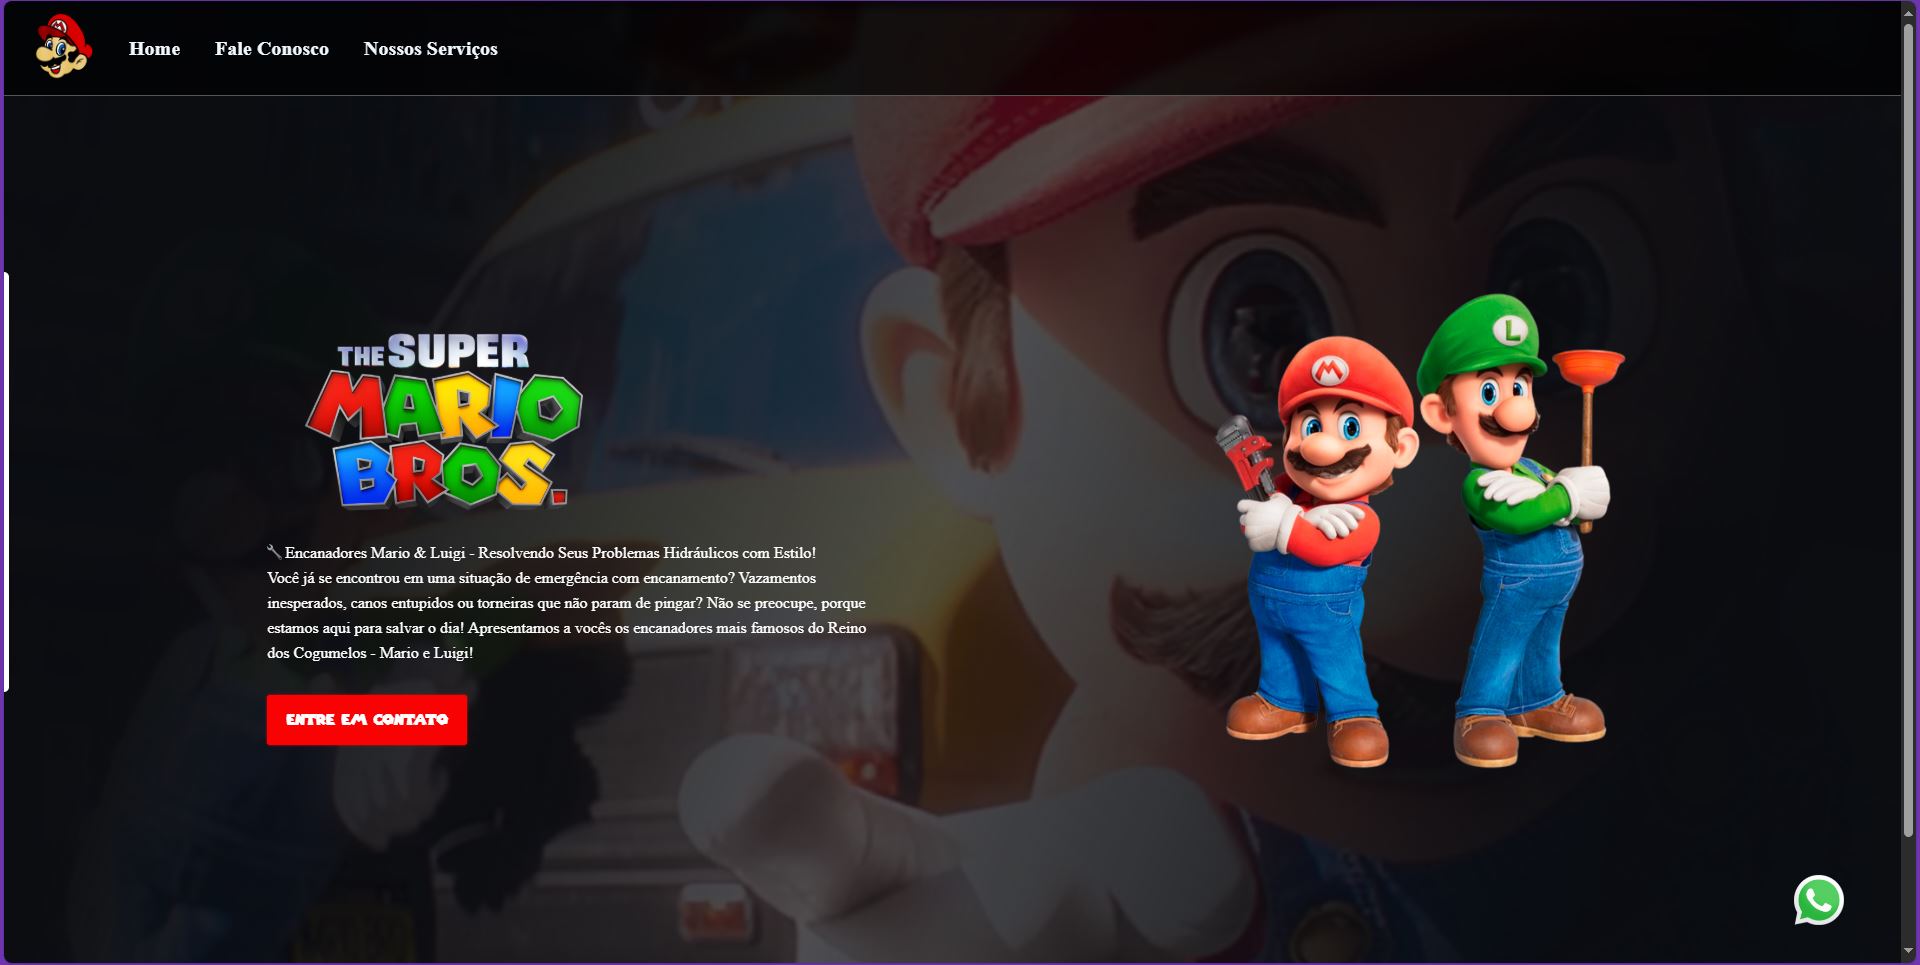 Home
Fale Conosco
Nossos Serviços
THE SUPER
MARIO
BROS.
M
L
🔧 Encanadores Mario & Luigi - Resolvendo Seus Problemas Hidráulicos com Estilo!
Você já se encontrou em uma situação de emergência com encanamento? Vazamentos
inesperados, canos entupidos ou torneiras que não param de pingar? Não se preocupe, porque
estamos aqui para salvar o dia! Apresentamos a vocês os encanadores mais famosos do Reino
dos Cogumelos - Mario e Luigi!
ENTRE EM CONTATO